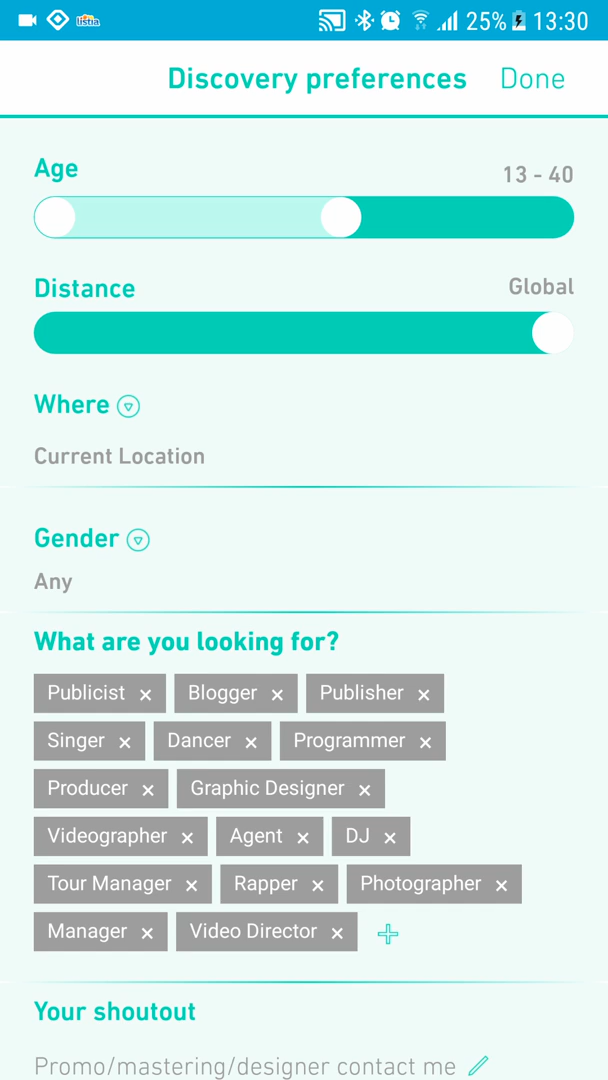 listia 25% 13:30
Discovery preferences Done
Age 13 - 40
Distance Global
Where
Current Location
Gender
Any
What are you looking for?
Publicist × Blogger × Publisher ×
Singer × Dancer × Programmer ×
Producer × Graphic Designer ×
Videographer × Agent × DJ ×
Tour Manager × Rapper × Photographer ×
Manager × Video Director ×
Your shoutout
Promo/mastering/designer contact me